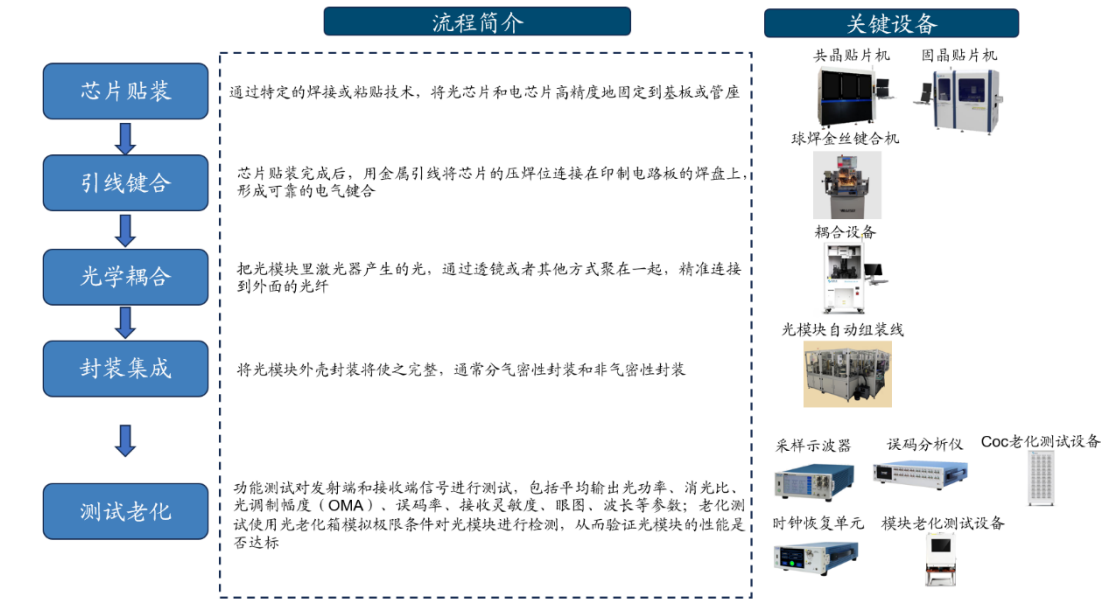 流程简介
关键设备
芯片贴装
通过特定的焊接或粘贴技术，将光芯片和电芯片高精度地固定到基板或管座
共晶贴片机
固晶贴片机
引线键合
芯片贴装完成后，用金属引线将芯片的压焊位连接在印制电路板的焊盘上，
形成可靠的电气键合
球焊金丝键合机
光学耦合
把光模块里激光器产生的光，通过透镜或者其他方式聚在一起，精准连接
到外面的光纤
耦合设备
封装集成
将光模块外壳封装将使之完整，通常分气密性封装和非气密性封装
光模块自动组装线
测试老化
功能测试对发射端和接收端信号进行测试，包括平均输出光功率、消光比、
光调制幅度（OMA）、误码率、接收灵敏度、眼图、波长等参数；老化测
试使用光老化箱模拟极限条件对光模块进行检测，从而验证光模块的性能是
否达标
采样示波器
误码分析仪
Coc老化测试设备
时钟恢复单元
模块老化测试设备